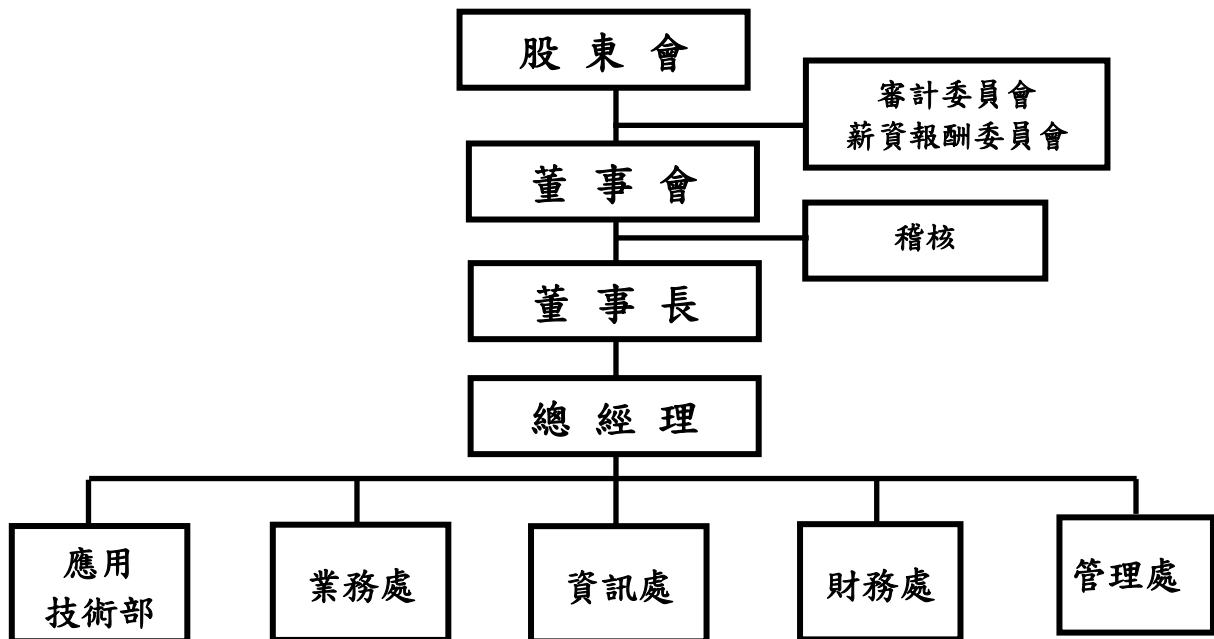 股東會
審計委員會
薪資報酬委員會
董事會
稽核
董事長
總經理
應用
技術部
業務處
資訊處
財務處
管理處